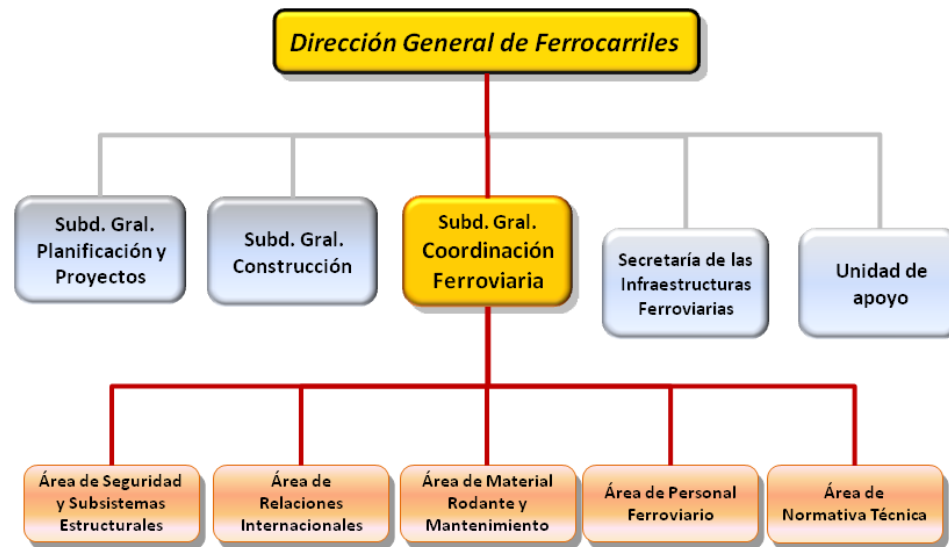 Dirección General de Ferrocarriles
Subd. Gral.
Planificación y
Proyectos
Subd. Gral.
Construcción
Subd. Gral.
Coordinación
Ferroviaria
Secretaría de las
Infraestructuras
Ferroviarias
Unidad de
apoyo
Área de Seguridad
y Subsistemas
Estructurales
Área de
Relaciones
Internacionales
Área de Material
Rodante y
Mantenimiento
Área de Personal
Ferroviario
Área de
Normativa Técnica